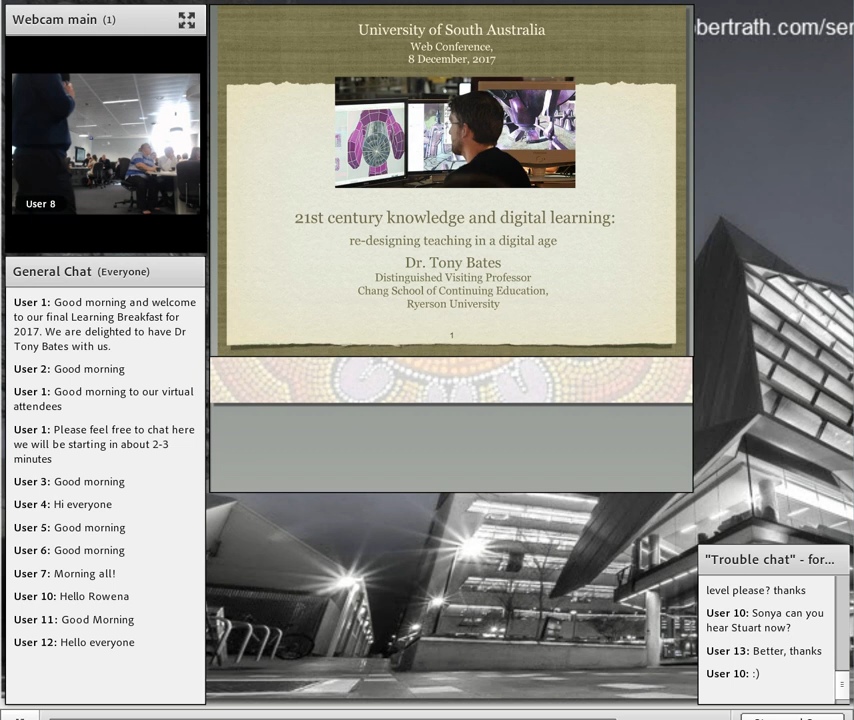 Webcam main (1)
User 8
General Chat (Everyone)
User 1: Good morning and welcome
to our final Learning Breakfast for
2017. We are delighted to have Dr
Tony Bates with us.
User 2: Good morning
User 1: Good morning to our virtual
attendees
User 1: Please feel free to chat here
we will be starting in about 2-3
minutes
User 3: Good morning
User 4: Hi everyone
User 5: Good morning
User 6: Good morning
User 7: Morning all!
User 10: Hello Rowena
User 11: Good Morning
User 12: Hello everyone
University of South Australia
Web Conference,
8 December, 2017
21st century knowledge and digital learning:
re-designing teaching in a digital age
Dr. Tony Bates
Distinguished Visiting Professor
Chang School of Continuing Education,
Ryerson University
1
bertrath.com/ser
"Trouble chat" - for...
level please? thanks
User 10: Sonya can you
hear Stuart now?
User 13: Better, thanks
User 10: :)